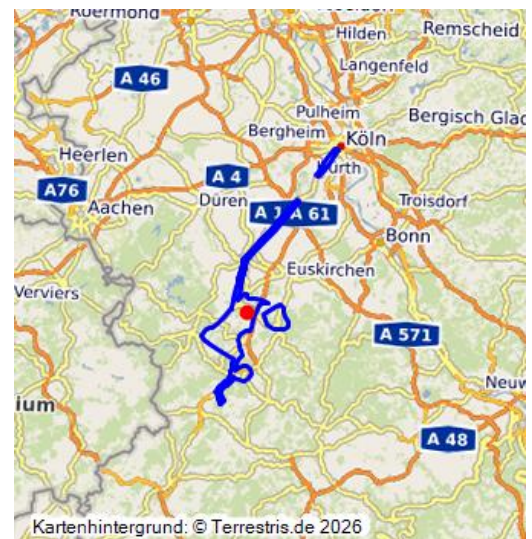 Roermond
Hilden
Remscheid
A 46
Langenfeld
Pulheim
Bergheim
Bergisch Glad
Köln
Heerlen
A 4
Hürth
A76
Düren
Troisdorf
Aachen
A 1
A 61
Bonn
Euskirchen
Verviers
A 571
Neuw
ium
A 48
Kartenhintergrund: © Terrestris.de 2026